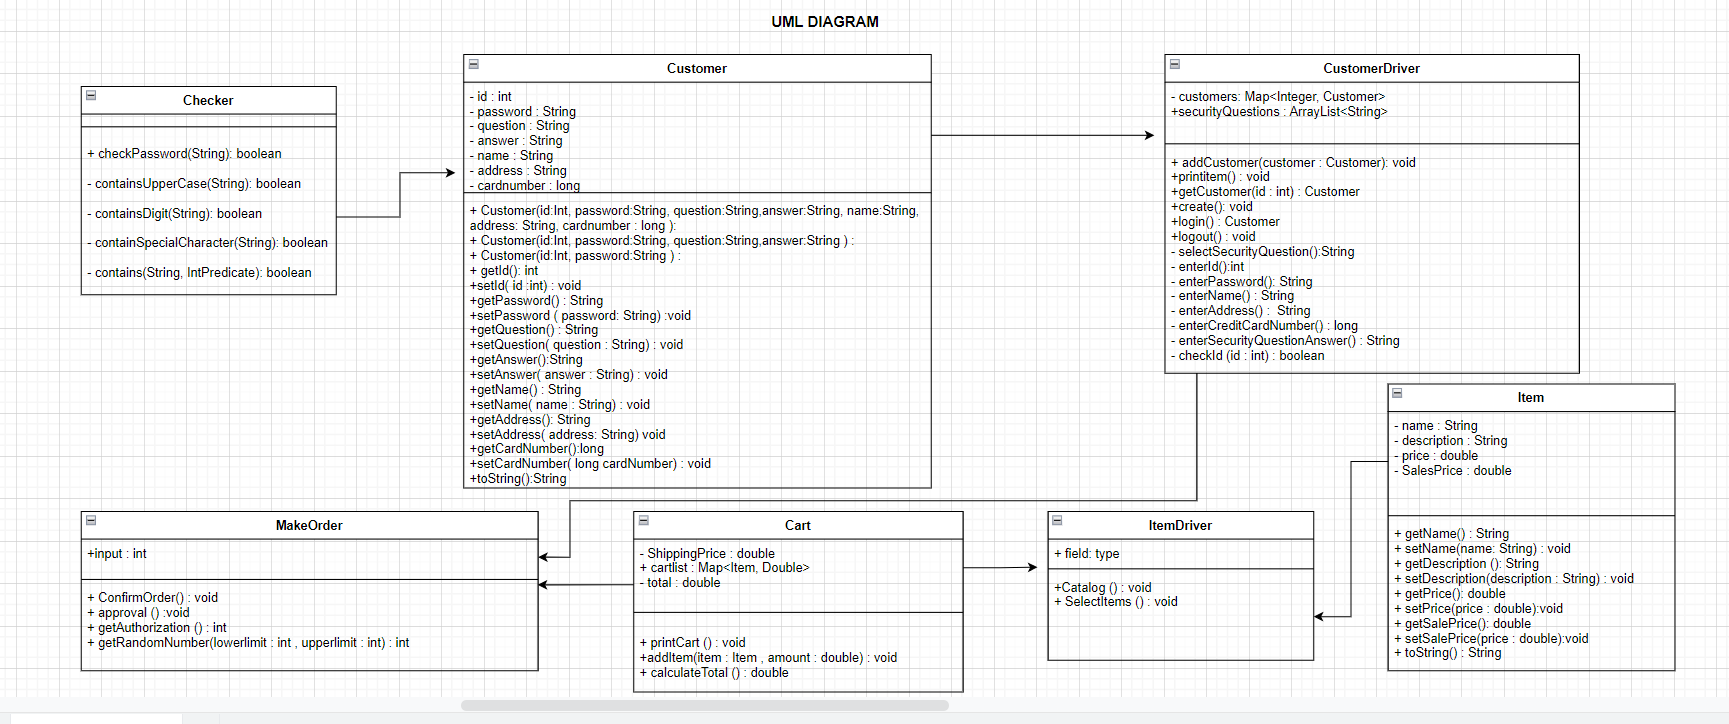 UML DIAGRAM
Checker
+ checkPassword(String): boolean
- containsUpperCase(String): boolean
- containsDigit(String): boolean
- containSpecialCharacter(String): boolean
- contains(String, IntPredicate): boolean
Customer
- id : int
- password : String
- question : String
- answer : String
- name : String
- address : String
- cardnumber : long
+ Customer(id:Int, password:String, question:String,answer:String, name:String,
address: String, cardnumber : long ):
+ Customer(id:Int, password:String, question:String,answer:String ) :
+ Customer(id:Int, password:String ) :
+ getId(): int
+setId( id :int) : void
+getPassword() : String
+setPassword ( password: String) :void
+getQuestion() : String
+setQuestion( question : String) : void
+getAnswer():String
+setAnswer( answer : String) : void
+getName() : String
+setName( name : String) : void
+getAddress(): String
+setAddress( address: String) void
+getCardNumber():long
+setCardNumber( long cardNumber) : void
+toString():String
CustomerDriver
- customers: Map<Integer, Customer>
+securityQuestions : ArrayList<String>
+ addCustomer(customer : Customer): void
+printitem() : void
+getCustomer(id : int) : Customer
+create(): void
+login() : Customer
+logout() : void
- selectSecurityQuestion():String
- enterId():int
- enterPassword(): String
- enterName() : String
- enterAddress() :  String
- enterCreditCardNumber() : long
- enterSecurityQuestionAnswer() : String
- checkId (id : int) : boolean
Item
- name : String
- description : String
- price : double
- SalesPrice : double
+ getName() : String
+ setName(name: String) : void
+ getDescription (): String
+ setDescription(description : String) : void
+ getPrice(): double
+ setPrice(price : double):void
+ getSalePrice(): double
+ setSalePrice(price : double):void
+ toString() : String
MakeOrder
+input : int
+ ConfirmOrder() : void
+ approval () :void
+ getAuthorization () : int
+ getRandomNumber(lowerlimit : int , upperlimit : int) : int
Cart
- ShippingPrice : double
+ cartlist : Map<Item, Double>
- total : double
+ printCart () : void
+addItem(item : Item , amount : double) : void
+ calculateTotal () : double
ItemDriver
+ field: type
+Catalog () : void
+ SelectItems () : void